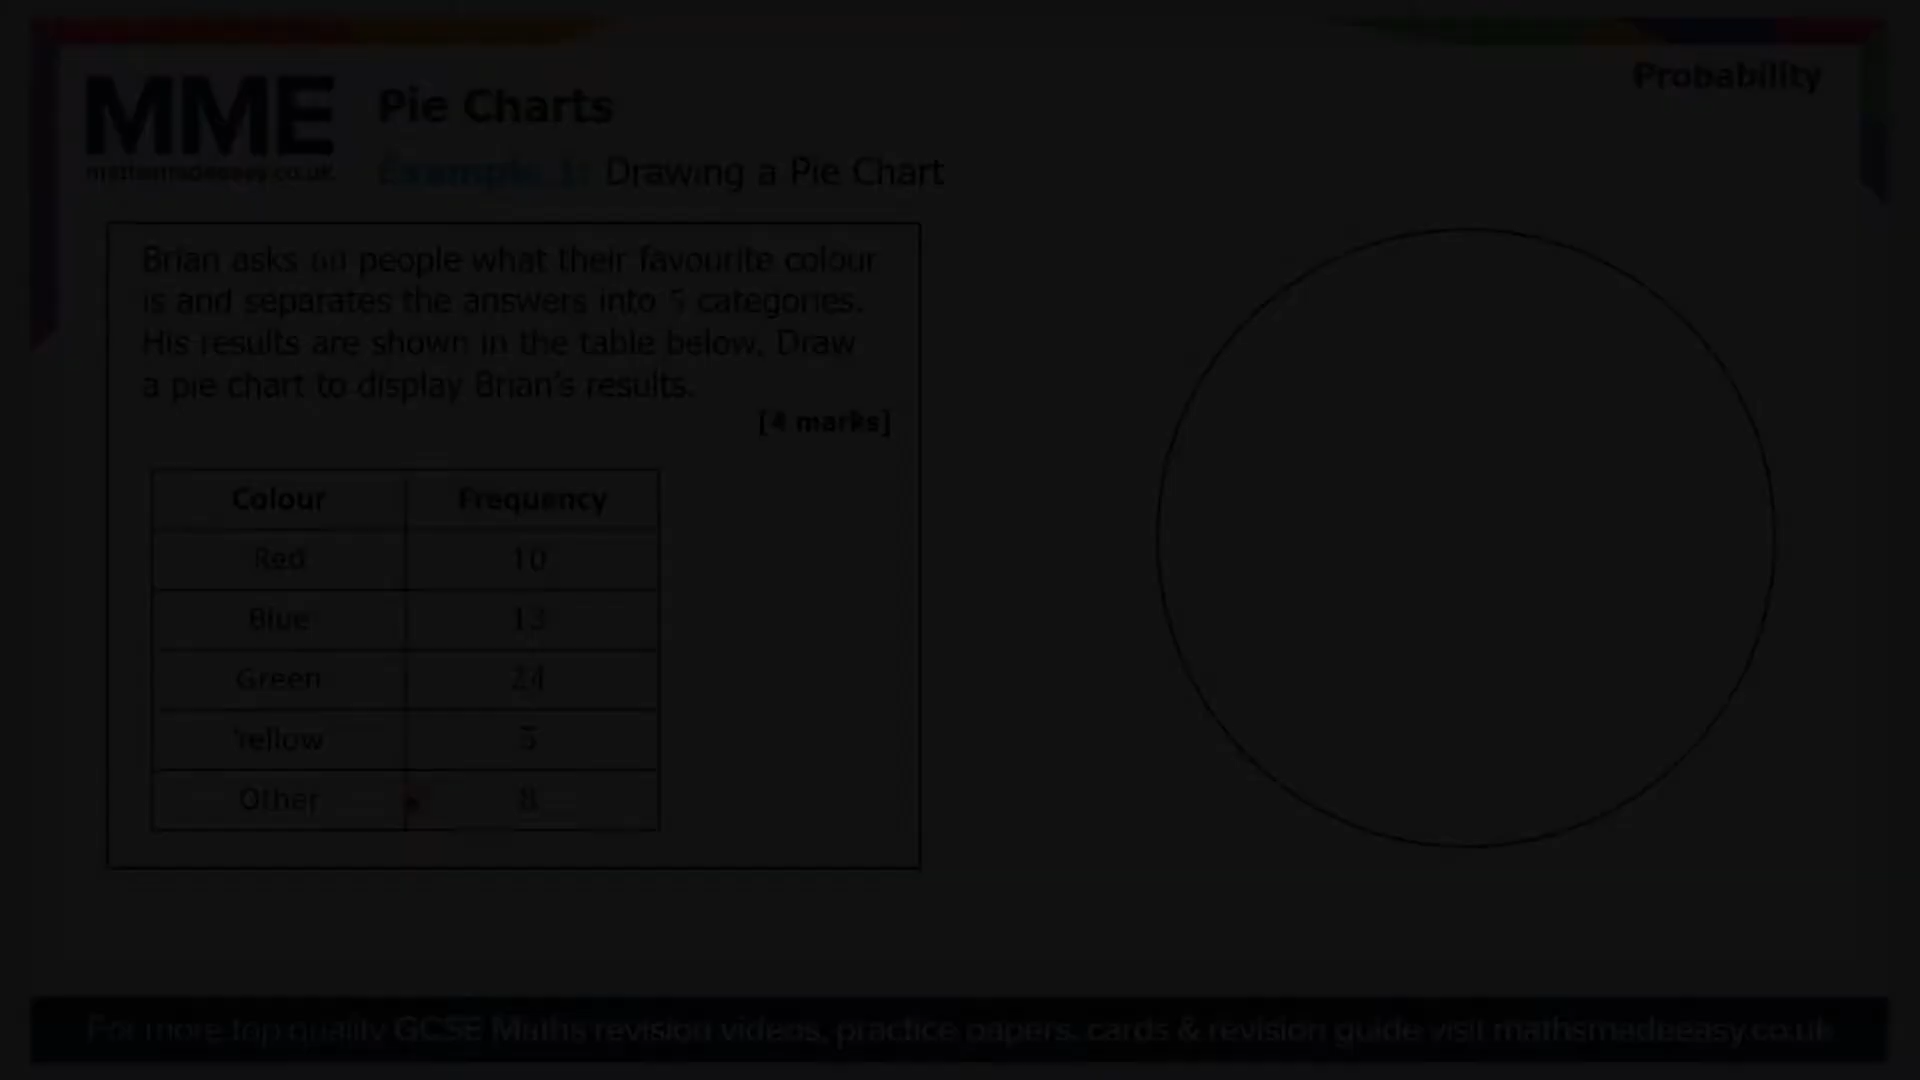 MME
mathsmadeeasy.co.uk
Pie Charts
Probability
Example 1: Drawing a Pie Chart
Brian asks 60 people what their favourite colour
is and separates the answers into 5 categories.
His results are shown in the table below. Draw
a pie chart to display Brian's results.
[4 marks]
Colour Frequency
Red 10
Blue 13
Green 24
Yellow 5
Other 8
For more top quality GCSE Maths revision videos, practice papers, cards & revision guide visit mathsmadeeasy.co.uk